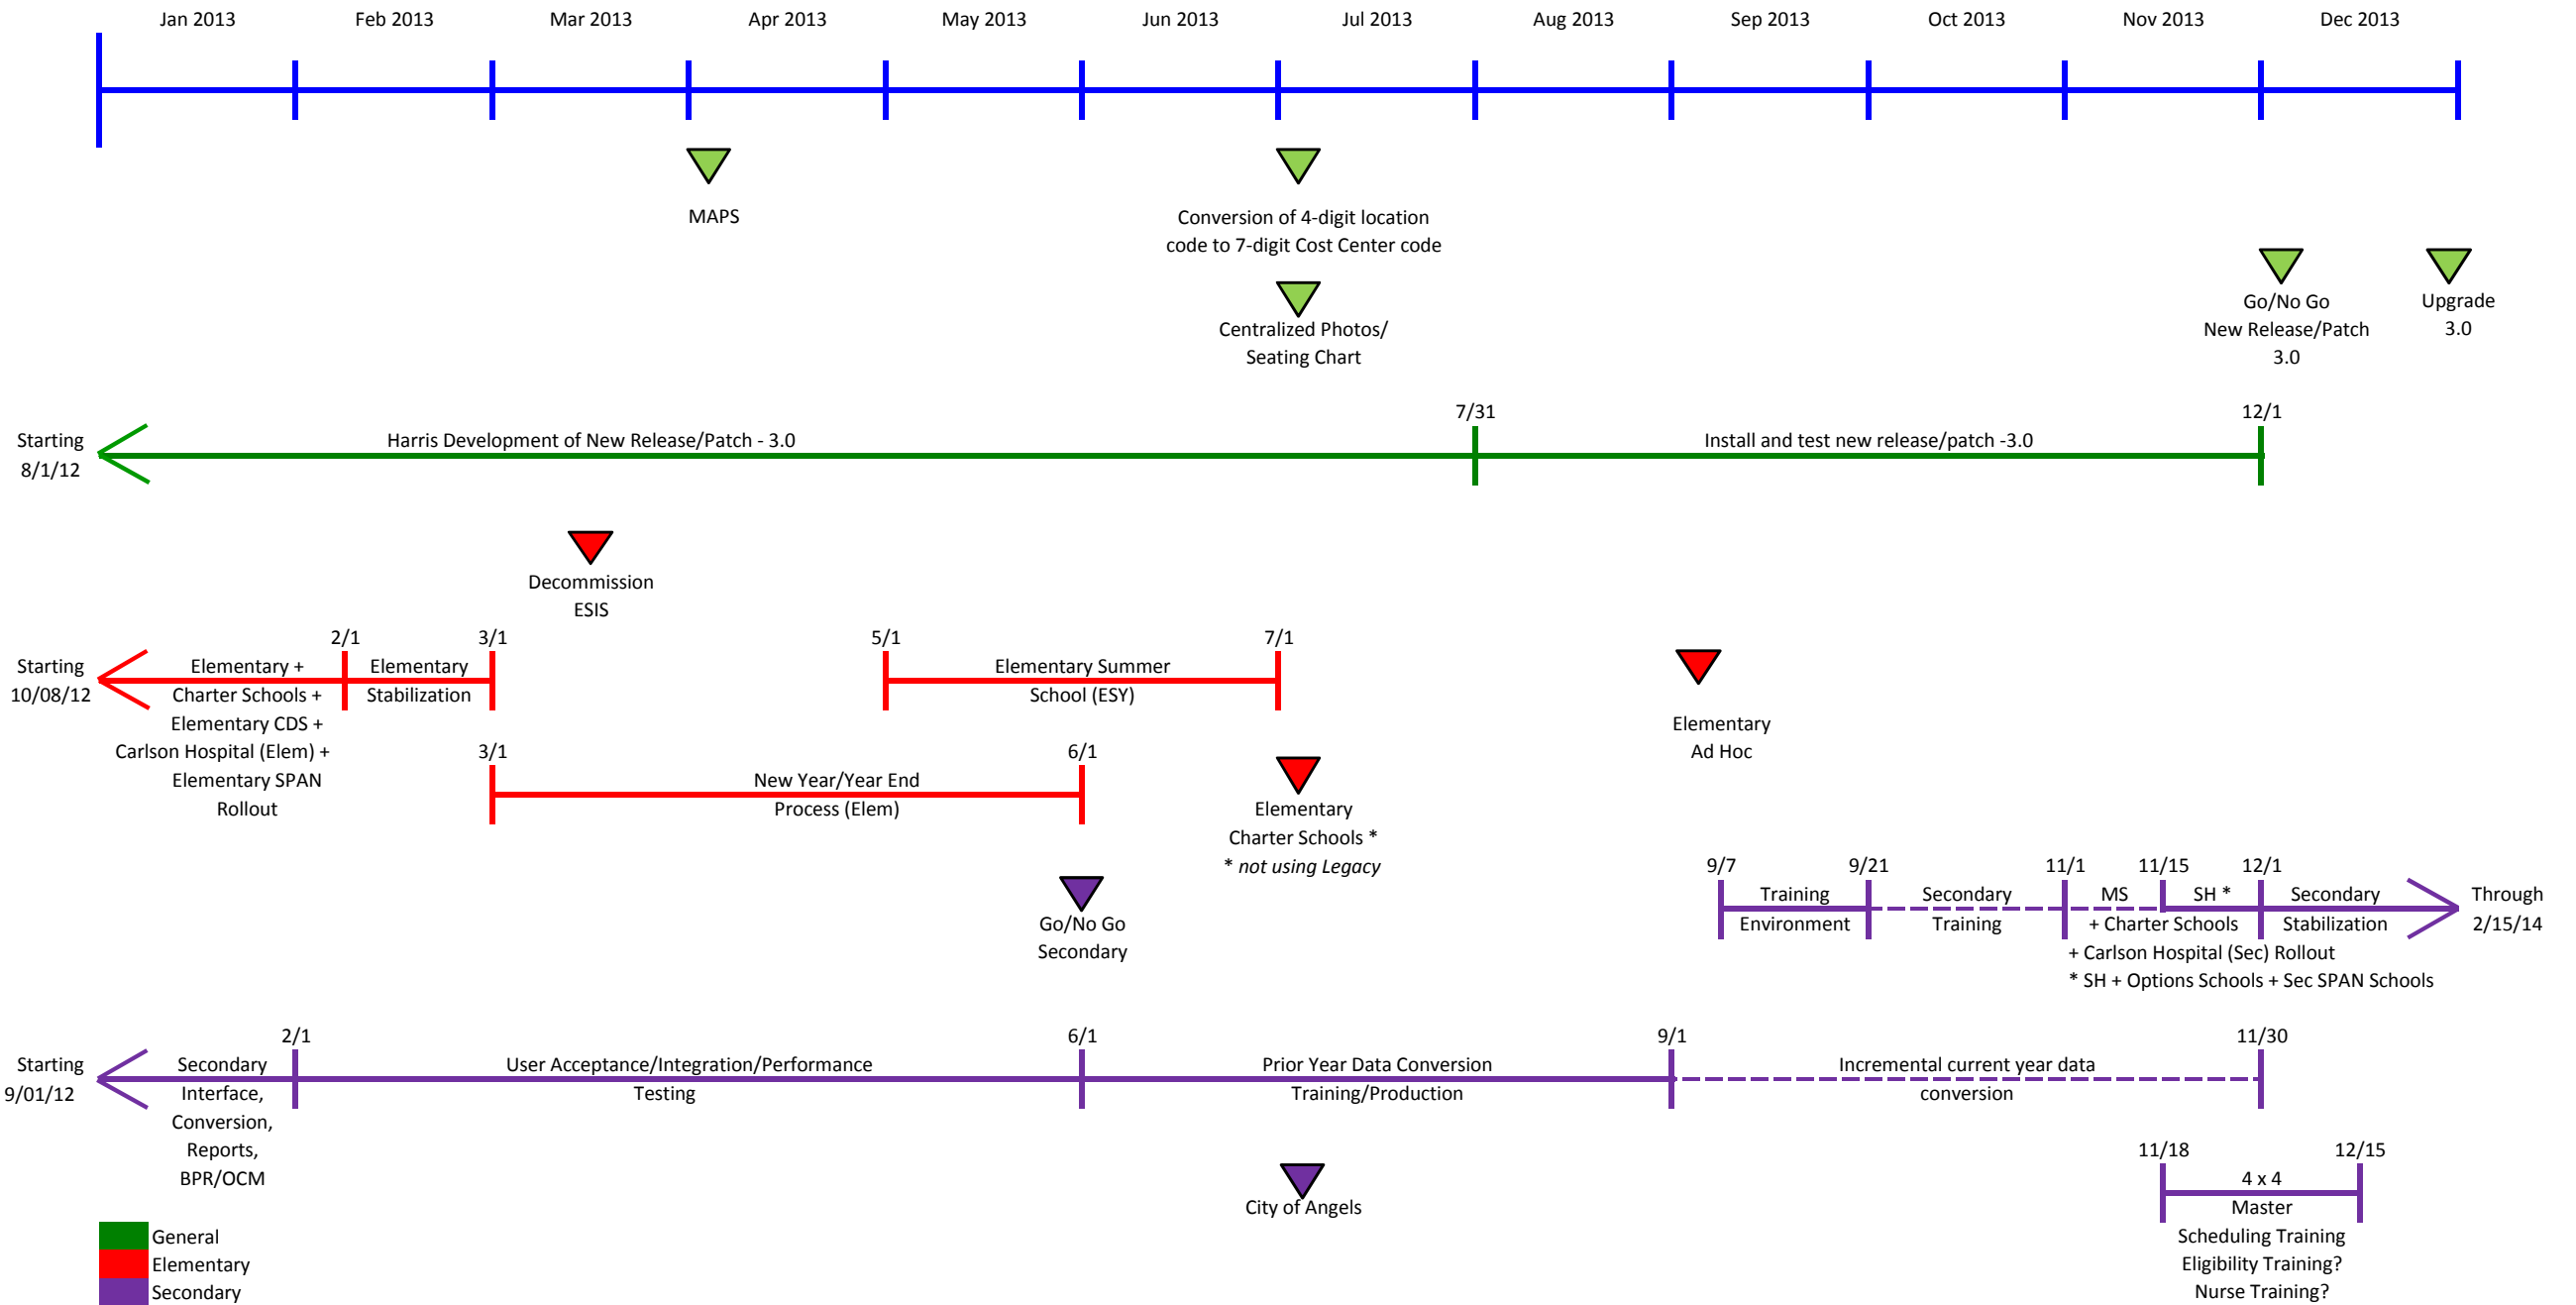 Jan 2013 Feb 2013 Mar 2013 Apr 2013 May 2013 Jun 2013 Jul 2013 Aug 2013 Sep 2013 Oct 2013 Nov 2013 Dec 2013
MAPS
Conversion of 4-digit location
code to 7-digit Cost Center code
Centralized Photos/
Seating Chart
Go/No Go
New Release/Patch
3.0
Upgrade
3.0
Starting
8/1/12
Harris Development of New Release/Patch - 3.0
7/31
Install and test new release/patch -3.0
12/1
Decommission
ESIS
Starting
10/08/12
Elementary +
Charter Schools +
Elementary CDS +
Carlson Hospital (Elem) +
Elementary SPAN
Rollout
2/1
Elementary
Stabilization
3/1
5/1
Elementary Summer
School (ESY)
7/1
Elementary
Ad Hoc
3/1
New Year/Year End
Process (Elem)
6/1
Elementary
Charter Schools *
* not using Legacy
Go/No Go
Secondary
9/7
Training
Environment
9/21
Secondary
Training
11/1
MS
11/15
SH *
+ Charter Schools
+ Carlson Hospital (Sec) Rollout
* SH + Options Schools + Sec SPAN Schools
12/1
Secondary
Stabilization
Through
2/15/14
Starting
9/01/12
Secondary
Interface,
Conversion,
Reports,
BPR/OCM
2/1
User Acceptance/Integration/Performance
Testing
6/1
Prior Year Data Conversion
Training/Production
9/1
Incremental current year data
conversion
11/30
City of Angels
11/18
12/15
4 x 4
Master
Scheduling Training
Eligibility Training?
Nurse Training?
General
Elementary
Secondary